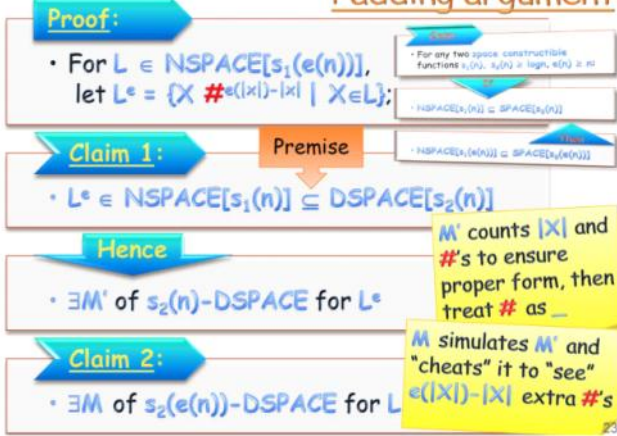 Padding argument
Proof:
• For L ∈ NSPACE[s₁(e(n))],
let Lᵉ = {X #ᵉ⁽|ˣ|⁾⁻|ˣ| | X∈L};
• For any two space constructible
functions s₁(n), s₂(n) ≥ logn, e(n) ≥ n:
• NSPACE[s₁(n)] ⊆ SPACE[s₂(n)]
• NSPACE[s₁(e(n))] ⊆ SPACE[s₂(e(n))]
Claim 1:
Premise
• Lᵉ ∈ NSPACE[s₁(n)] ⊆ DSPACE[s₂(n)]
Hence
• ∃M' of s₂(n)-DSPACE for Lᵉ
M' counts |X| and
#'s to ensure
proper form, then
treat # as _
Claim 2:
• ∃M of s₂(e(n))-DSPACE for L
M simulates M' and
"cheats" it to "see"
e(|X|)-|X| extra #'s
23